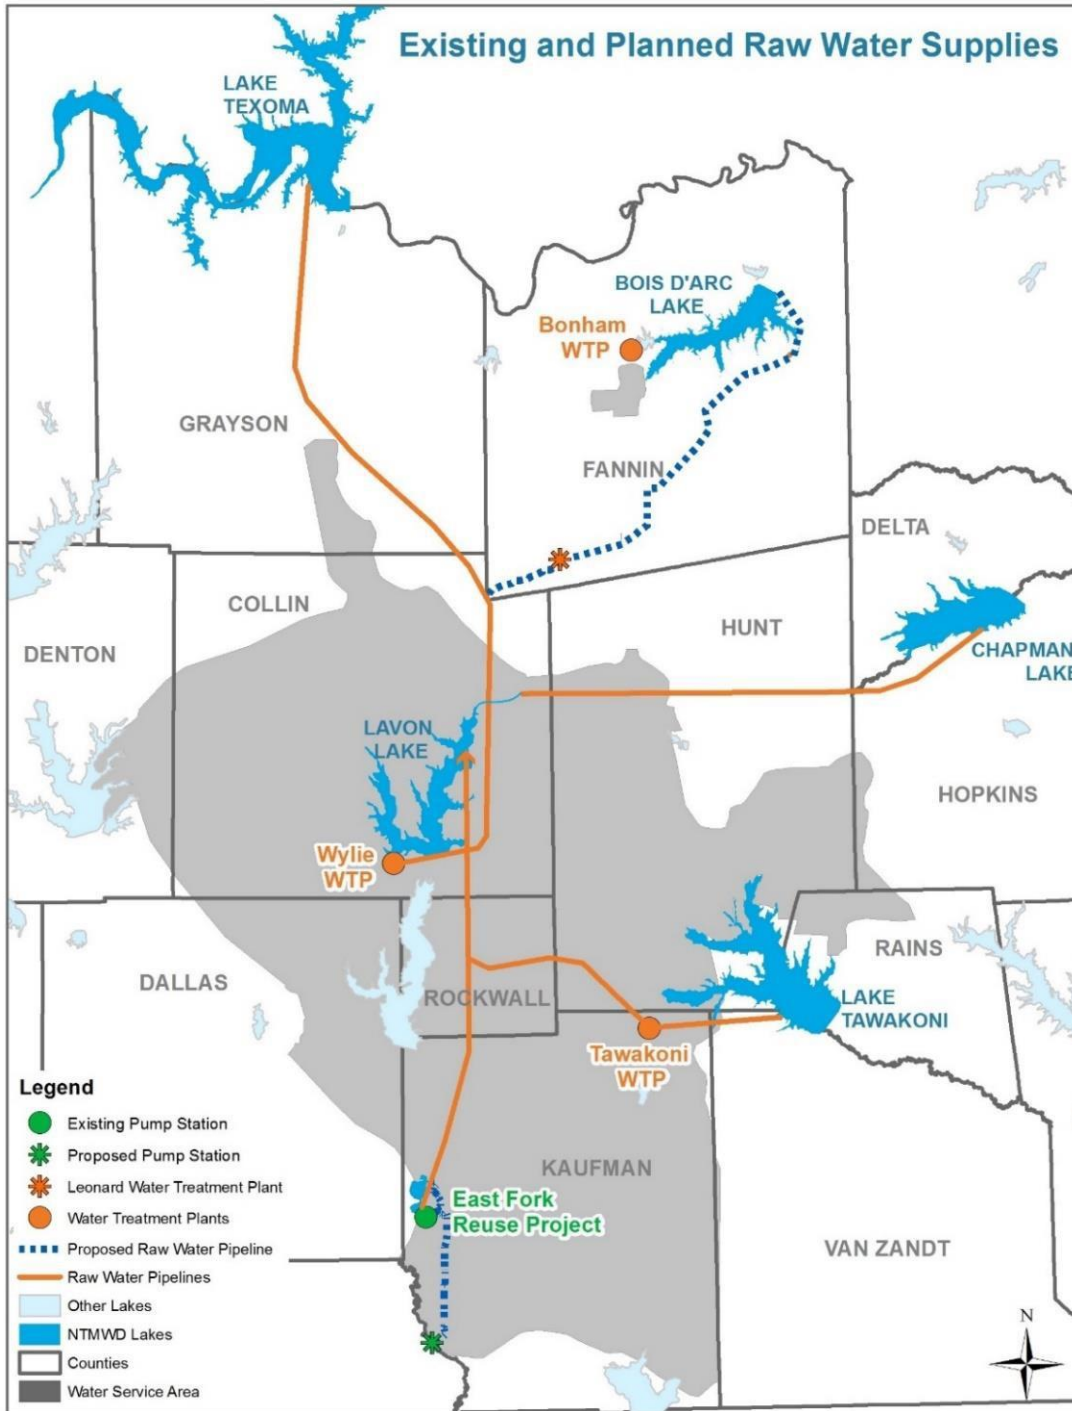 Existing and Planned Raw Water Supplies
LAKE
TEXOMA
BOIS D'ARC
LAKE
Bonham
WTP
GRAYSON
FANNIN
DELTA
COLLIN
HUNT
DENTON
CHAPMAN
LAKE
LAVON
LAKE
HOPKINS
Wylie
WTP
RAINS
DALLAS
ROCKWALL
LAKE
TAWAKONI
Tawakoni
WTP
KAUFMAN
East Fork
Reuse Project
VAN ZANDT
Legend
Existing Pump Station
Proposed Pump Station
Leonard Water Treatment Plant
Water Treatment Plants
Proposed Raw Water Pipeline
Raw Water Pipelines
Other Lakes
NTMWD Lakes
Counties
Water Service Area
N